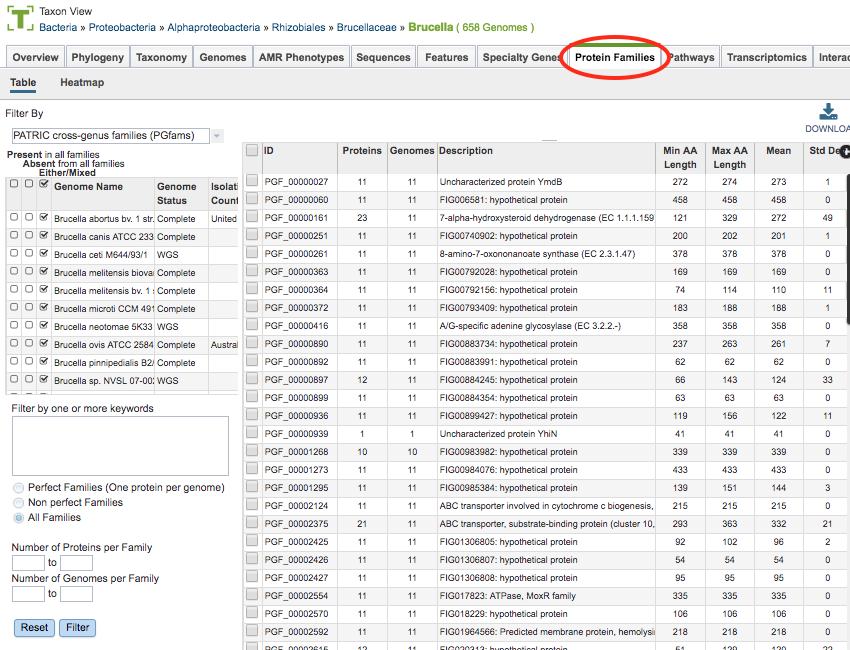 Taxon View
Bacteria » Proteobacteria » Alphaproteobacteria » Rhizobiales » Brucellaceae » Brucella ( 658 Genomes )
Overview Phylogeny Taxonomy Genomes AMR Phenotypes Sequences Features Specialty Genes Protein Families Pathways Transcriptomics Interac
Table Heatmap
Filter By
DOWNLOA
PATRIC cross-genus families (PGfams)
Present in all families
Absent from all families
Either/Mixed
Genome Name Genome Status Isolati Count
Brucella abortus bv. 1 str. Complete United
Brucella canis ATCC 233 Complete
Brucella ceti M644/93/1 WGS
Brucella melitensis biova Complete
Brucella melitensis bv. 1 Complete
Brucella microti CCM 491 Complete
Brucella neotomae 5K33 WGS
Brucella ovis ATCC 2584 Complete Austral
Brucella pinnipedialis B2/ Complete
Brucella sp. NVSL 07-00 WGS
Filter by one or more keywords
Perfect Families (One protein per genome)
Non perfect Families
All Families
Number of Proteins per Family
to
Number of Genomes per Family
to
Reset Filter
ID Proteins Genomes Description Min AA Length Max AA Length Mean Std De
PGF_00000027 11 11 Uncharacterized protein YmdB 272 274 273 1
PGF_00000060 11 11 FIG006581: hypothetical protein 458 458 458 0
PGF_00000161 23 11 7-alpha-hydroxysteroid dehydrogenase (EC 1.1.1.159 121 329 272 49
PGF_00000251 11 11 FIG00740902: hypothetical protein 200 202 201 1
PGF_00000261 11 11 8-amino-7-oxononanoate synthase (EC 2.3.1.47) 378 378 378 0
PGF_00000363 11 11 FIG00792028: hypothetical protein 169 169 169 0
PGF_00000364 11 11 FIG00792156: hypothetical protein 74 114 110 11
PGF_00000372 11 11 FIG00793409: hypothetical protein 183 188 188 1
PGF_00000416 11 11 A/G-specific adenine glycosylase (EC 3.2.2.-) 358 358 358 0
PGF_00000890 11 11 FIG00883734: hypothetical protein 237 263 261 7
PGF_00000892 11 11 FIG00883991: hypothetical protein 62 62 62 0
PGF_00000897 12 11 FIG00884245: hypothetical protein 66 143 124 33
PGF_00000899 11 11 FIG00884354: hypothetical protein 63 63 63 0
PGF_00000936 11 11 FIG00899427: hypothetical protein 119 156 122 11
PGF_00000939 1 1 Uncharacterized protein YhiN 41 41 41 0
PGF_00001268 10 10 FIG00983982: hypothetical protein 339 339 339 0
PGF_00001273 11 11 FIG00984076: hypothetical protein 433 433 433 0
PGF_00001295 11 11 FIG00985384: hypothetical protein 139 151 144 3
PGF_00002124 11 11 ABC transporter involved in cytochrome c biogenesis, 215 215 215 0
PGF_00002375 21 11 ABC transporter, substrate-binding protein (cluster 10, 293 363 332 21
PGF_00002425 11 11 FIG01306805: hypothetical protein 92 102 96 2
PGF_00002426 11 11 FIG01306807: hypothetical protein 54 54 54 0
PGF_00002427 11 11 FIG01306808: hypothetical protein 95 95 95 0
PGF_00002554 11 11 FIG017823: ATPase, MoxR family 335 335 335 0
PGF_00002570 11 11 FIG018229: hypothetical protein 106 106 106 0
PGF_00002592 11 11 FIG01964566: Predicted membrane protein, hemolysi 218 218 218 0